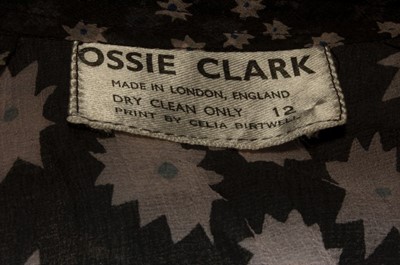 OSSIE CLARK
MADE IN LONDON, ENGLAND
DRY CLEAN ONLY 12
PRINT BY CELIA BIRTWELL